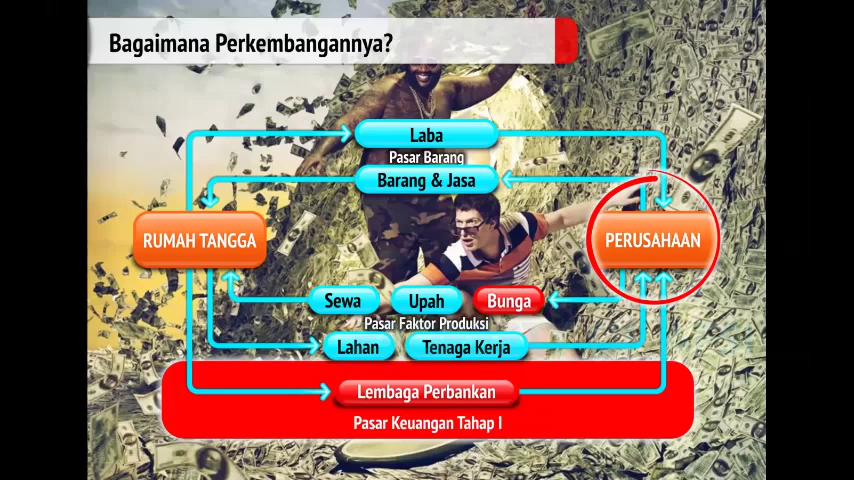 Bagaimana Perkembangannya?
Laba
Pasar Barang
Barang & Jasa
RUMAH TANGGA
PERUSAHAAN
Sewa
Upah
Bunga
Pasar Faktor Produksi
Lahan
Tenaga Kerja
Lembaga Perbankan
Pasar Keuangan Tahap I